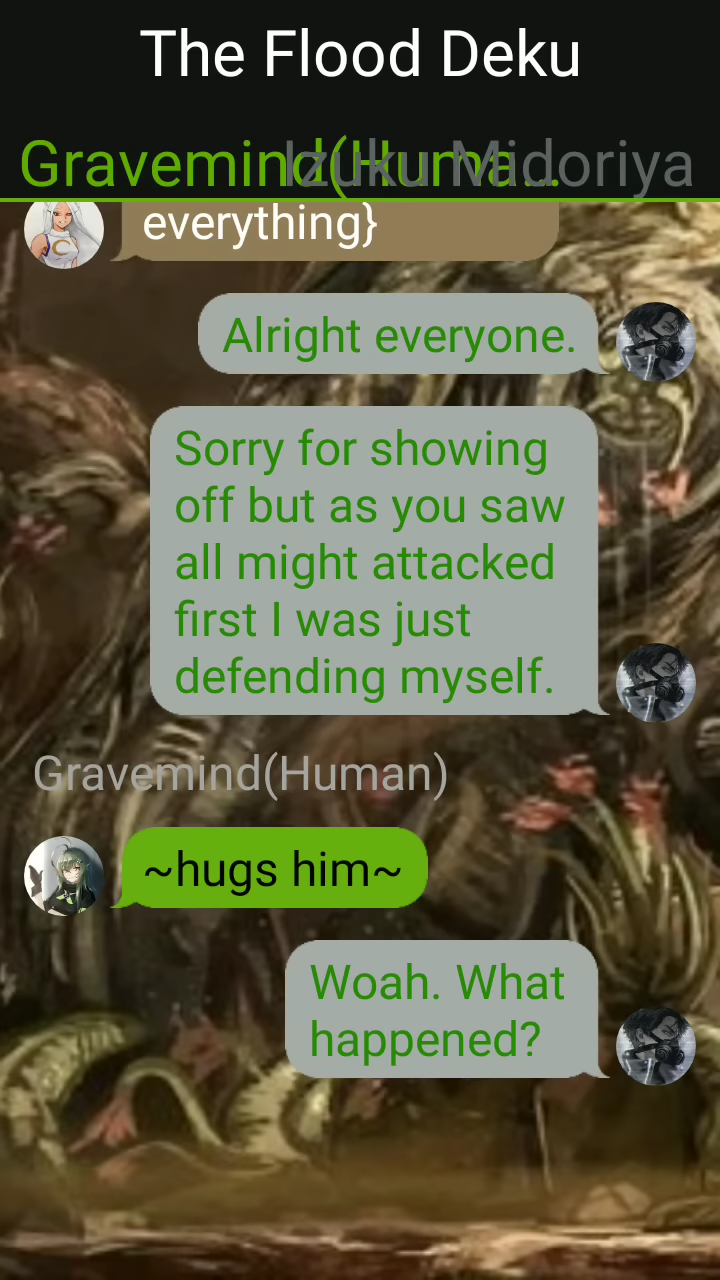 The Flood Deku
Gravemind(Huma...
Izuku Midoriya
everything}
Alright everyone.
Sorry for showing
off but as you saw
all might attacked
first I was just
defending myself.
Gravemind(Human)
~hugs him~
Woah. What
happened?